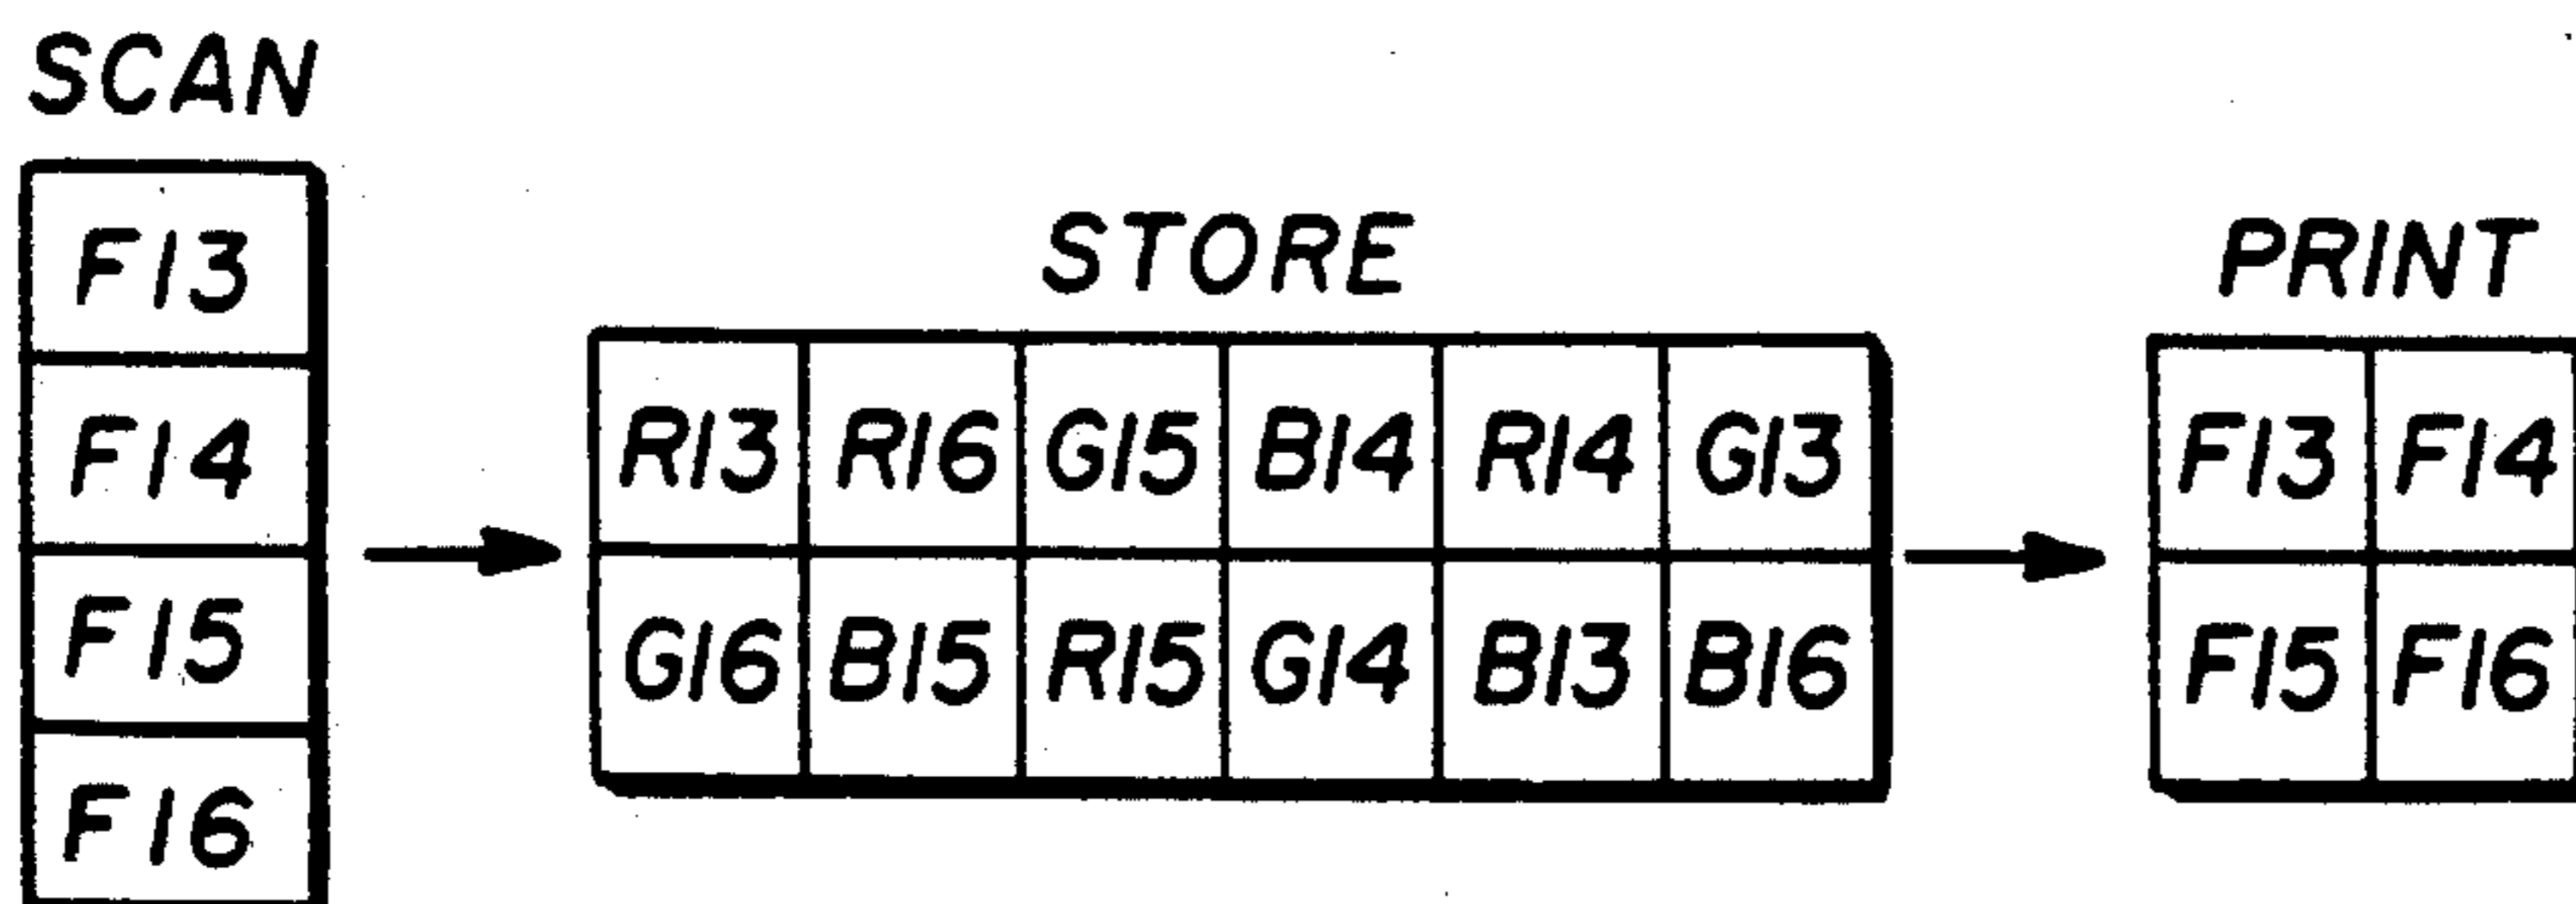 SCAN
F13
F14
F15
F16
STORE
R13 R16 G15 B14 R14 G13
G16 B15 R15 G14 B13 B16
PRINT
F13 F14
F15 F16